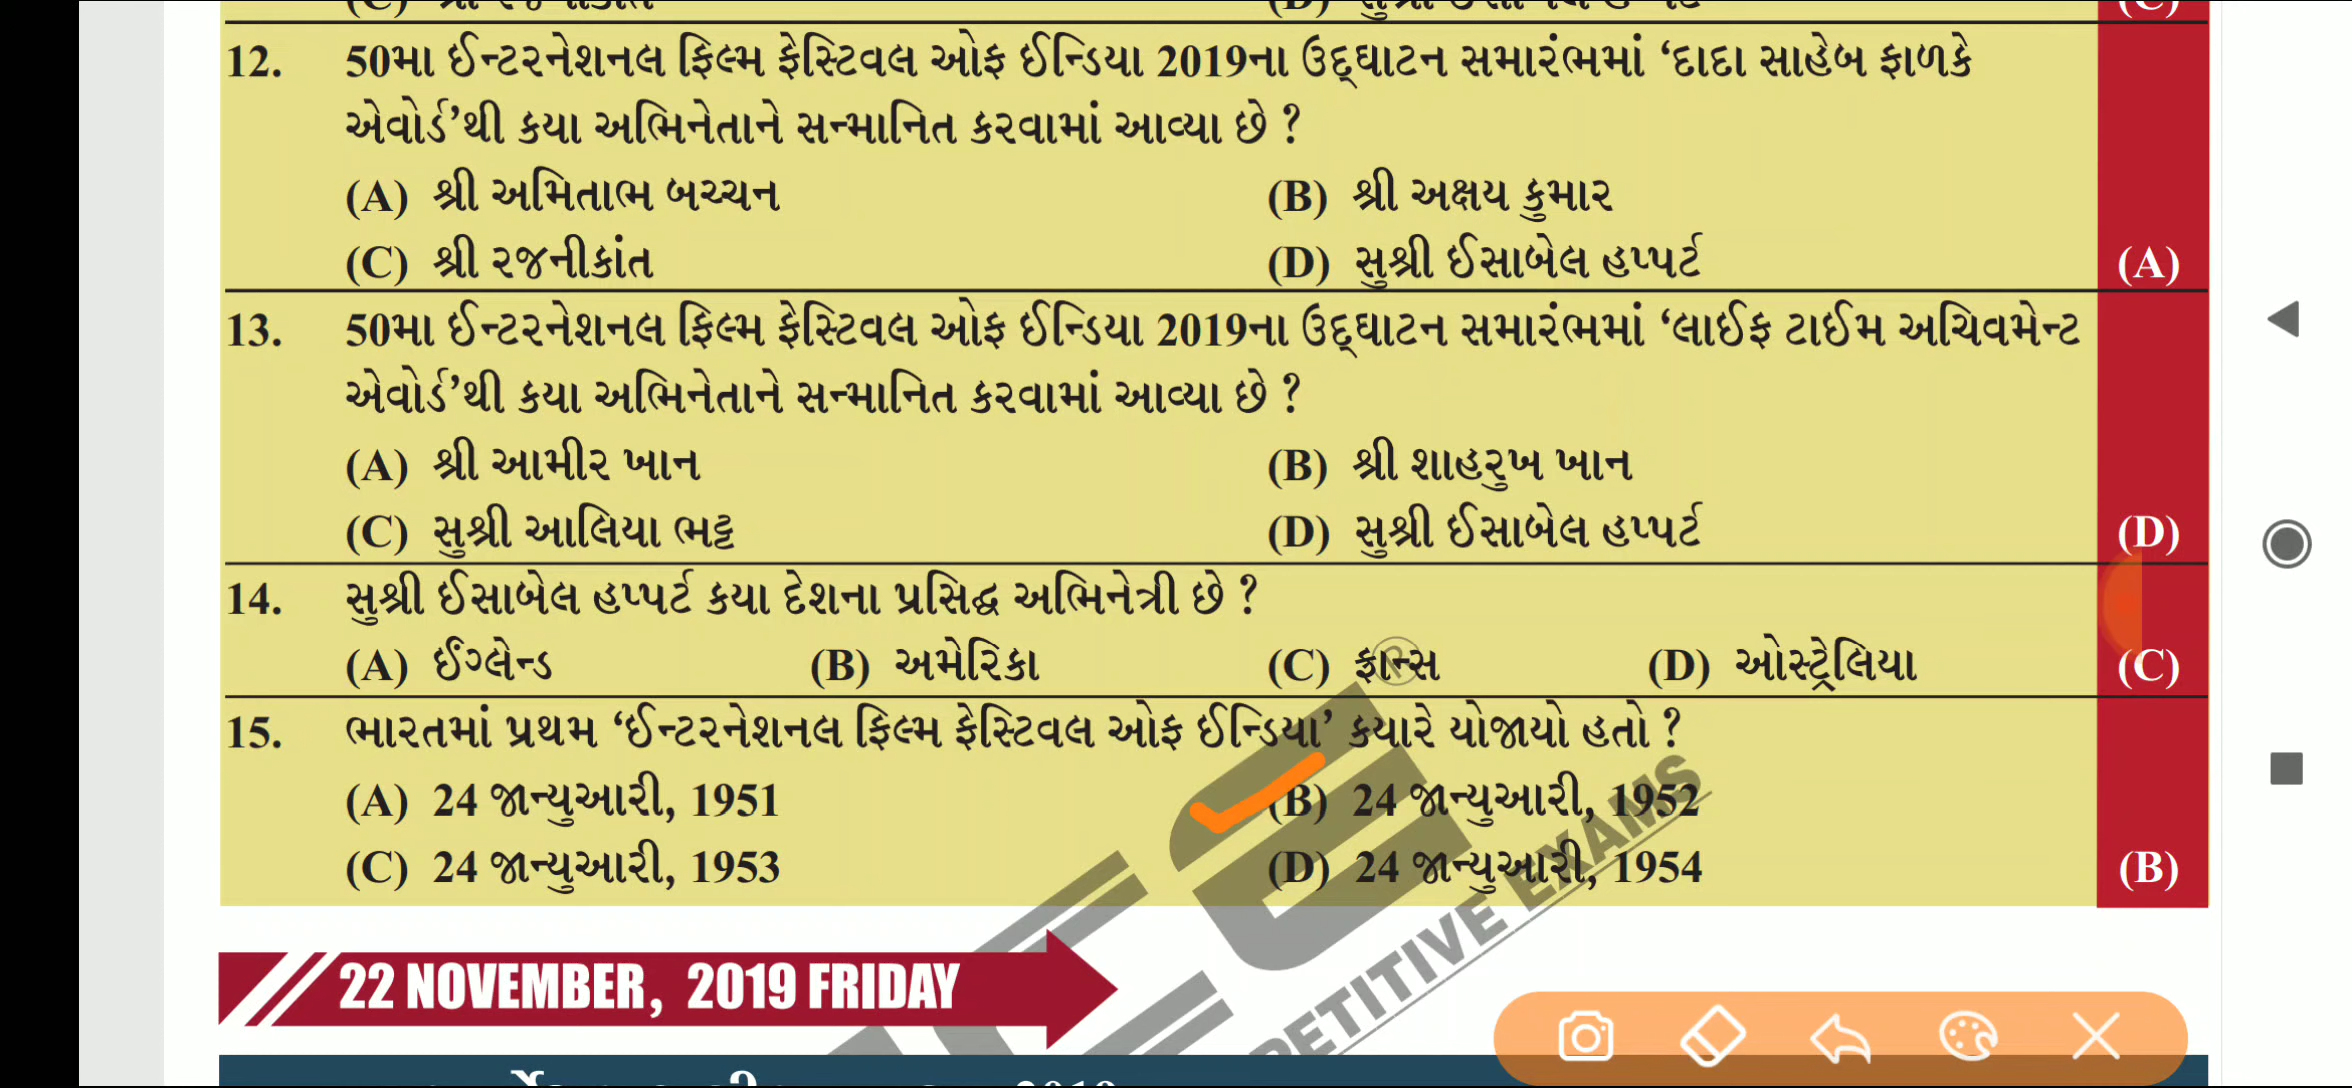 12. 50મા ઈન્ટરનેશનલ ફિલ્મ ફેસ્ટિવલ ઓફ ઈન્ડિયા 2019ના ઉદ્ઘાટન સમારંભમાં ‘દાદા સાહેબ ફાળકે
એવોર્ડ’થી કયા અભિનેતાને સન્માનિત કરવામાં આવ્યા છે ?
(A) શ્રી અમિતાભ બચ્ચન (B) શ્રી અક્ષય કુમાર
(C) શ્રી રજનીકાંત (D) સુશ્રી ઈસાબેલ હપ્પર્ટ (A)
13. 50મા ઈન્ટરનેશનલ ફિલ્મ ફેસ્ટિવલ ઓફ ઈન્ડિયા 2019ના ઉદ્ઘાટન સમારંભમાં ‘લાઈફ ટાઈમ અચિવમેન્ટ
એવોર્ડ’થી કયા અભિનેતાને સન્માનિત કરવામાં આવ્યા છે ?
(A) શ્રી આમીર ખાન (B) શ્રી શાહરુખ ખાન
(C) સુશ્રી આલિયા ભટ્ટ (D) સુશ્રી ઈસાબેલ હપ્પર્ટ (D)
14. સુશ્રી ઈસાબેલ હપ્પર્ટ કયા દેશના પ્રસિદ્ધ અભિનેત્રી છે ?
(A) ઈંગ્લેન્ડ (B) અમેરિકા (C) ફ્રાન્સ (D) ઓસ્ટ્રેલિયા (C)
15. ભારતમાં પ્રથમ ‘ઈન્ટરનેશનલ ફિલ્મ ફેસ્ટિવલ ઓફ ઈન્ડિયા’ કયારે યોજાયો હતો ?
(A) 24 જાન્યુઆરી, 1951 (B) 24 જાન્યુઆરી, 1952
(C) 24 જાન્યુઆરી, 1953 (D) 24 જાન્યુઆરી, 1954 (B)
22 NOVEMBER, 2019 FRIDAY
EXAMS